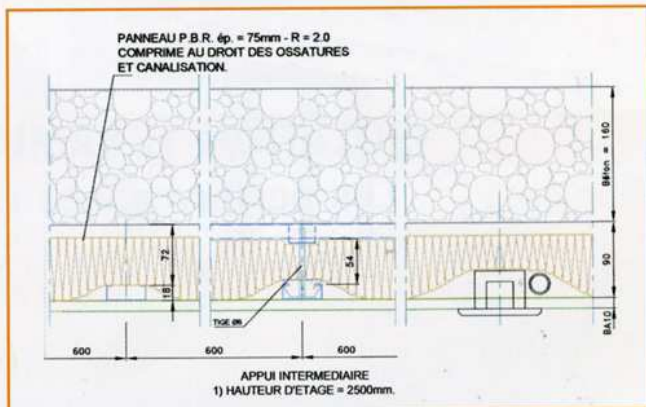 PANNEAU P.B.R. ép. = 75mm - R = 2.0
COMPRIME AU DROIT DES OSSATURES
ET CANALISATION.
Béton = 160
72
54
90
18
TIGE Ø6
BA10
600
600
600
APPUI INTERMEDIAIRE
1) HAUTEUR D'ETAGE = 2500mm.